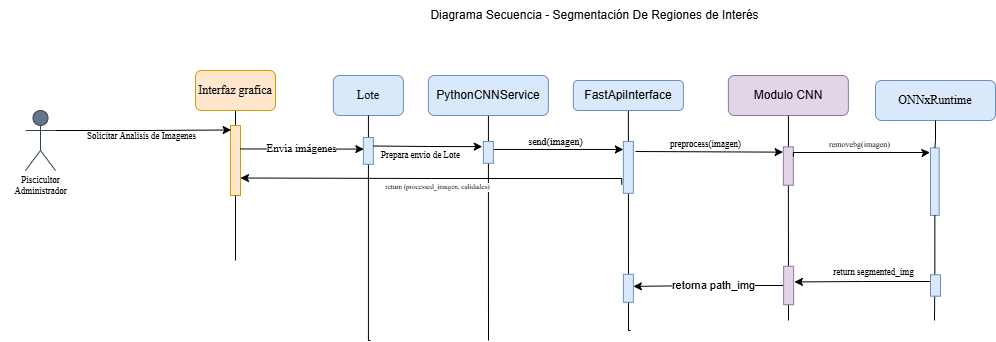 Diagrama Secuencia - Segmentación De Regiones de Interés
Interfaz grafica
Lote
PythonCNNService
FastApiInterface
Modulo CNN
ONNxRuntime
Solicitar Analisis de Imagenes
Envia imágenes
Prepara envio de Lote
send(imagen)
preprocess(imagen)
removebg(imagen)
Piscicultor
Administrador
return (processed_imagen, calidades)
return segmented_img
retorna path_img